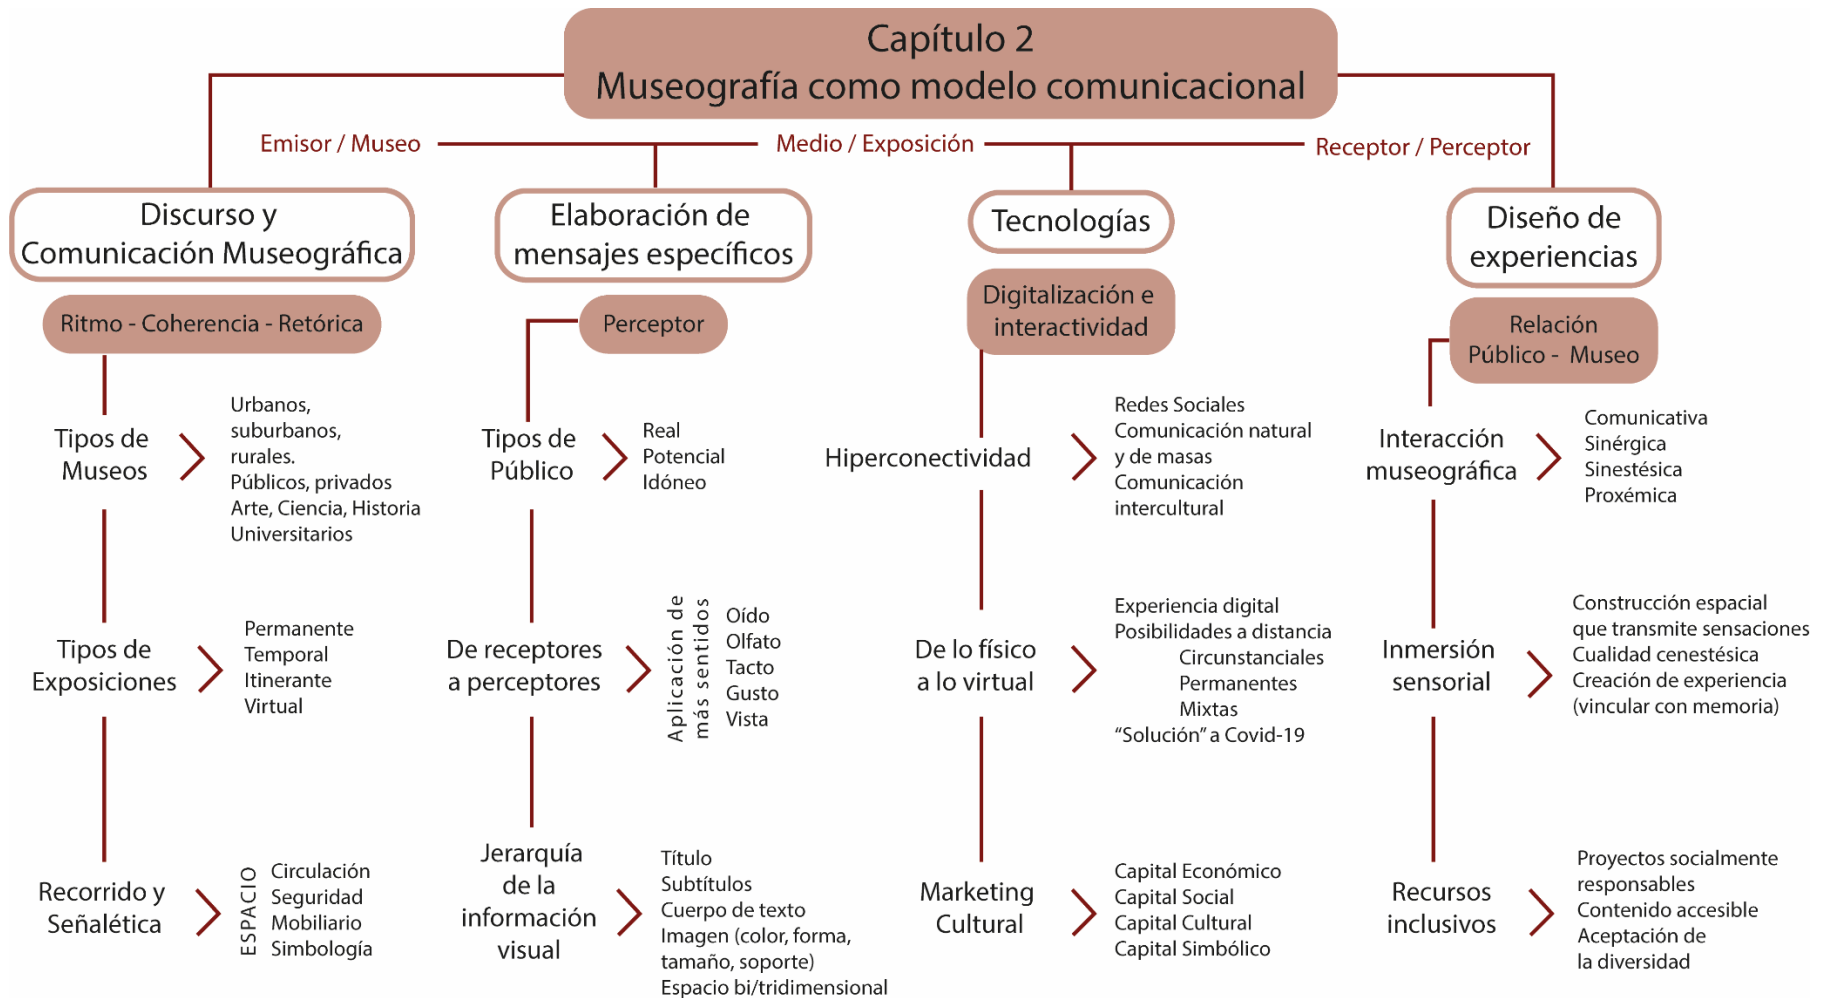 Capítulo 2
Museografía como modelo comunicacional
Emisor / Museo
Medio / Exposición
Receptor / Perceptor
Discurso y
Comunicación Museográfica
Ritmo - Coherencia - Retórica
Tipos de
Museos
Urbanos,
suburbanos,
rurales.
Públicos, privados
Arte, Ciencia, Historia
Universitarios
Tipos de
Exposiciones
Permanente
Temporal
Itinerante
Virtual
Recorrido y
Señalética
ESPACIO
Circulación
Seguridad
Mobiliario
Simbología
Elaboración de
mensajes específicos
Perceptor
Tipos de
Público
Real
Potencial
Idóneo
De receptores
a perceptores
Aplicación de
más sentidos
Oído
Olfato
Tacto
Gusto
Vista
Jerarquía
de la
información
visual
Título
Subtítulos
Cuerpo de texto
Imagen (color, forma,
tamaño, soporte)
Espacio bi/tridimensional
Tecnologías
Digitalización e
interactividad
Hiperconectividad
Redes Sociales
Comunicación natural
y de masas
Comunicación
intercultural
De lo físico
a lo virtual
Experiencia digital
Posibilidades a distancia
Circunstanciales
Permanentes
Mixtas
“Solución” a Covid-19
Marketing
Cultural
Capital Económico
Capital Social
Capital Cultural
Capital Simbólico
Diseño de
experiencias
Relación
Público - Museo
Interacción
museográfica
Comunicativa
Sinérgica
Sinestésica
Proxémica
Inmersión
sensorial
Construcción espacial
que transmite sensaciones
Cualidad cenestésica
Creación de experiencia
(vincular con memoria)
Recursos
inclusivos
Proyectos socialmente
responsables
Contenido accesible
Aceptación de
la diversidad